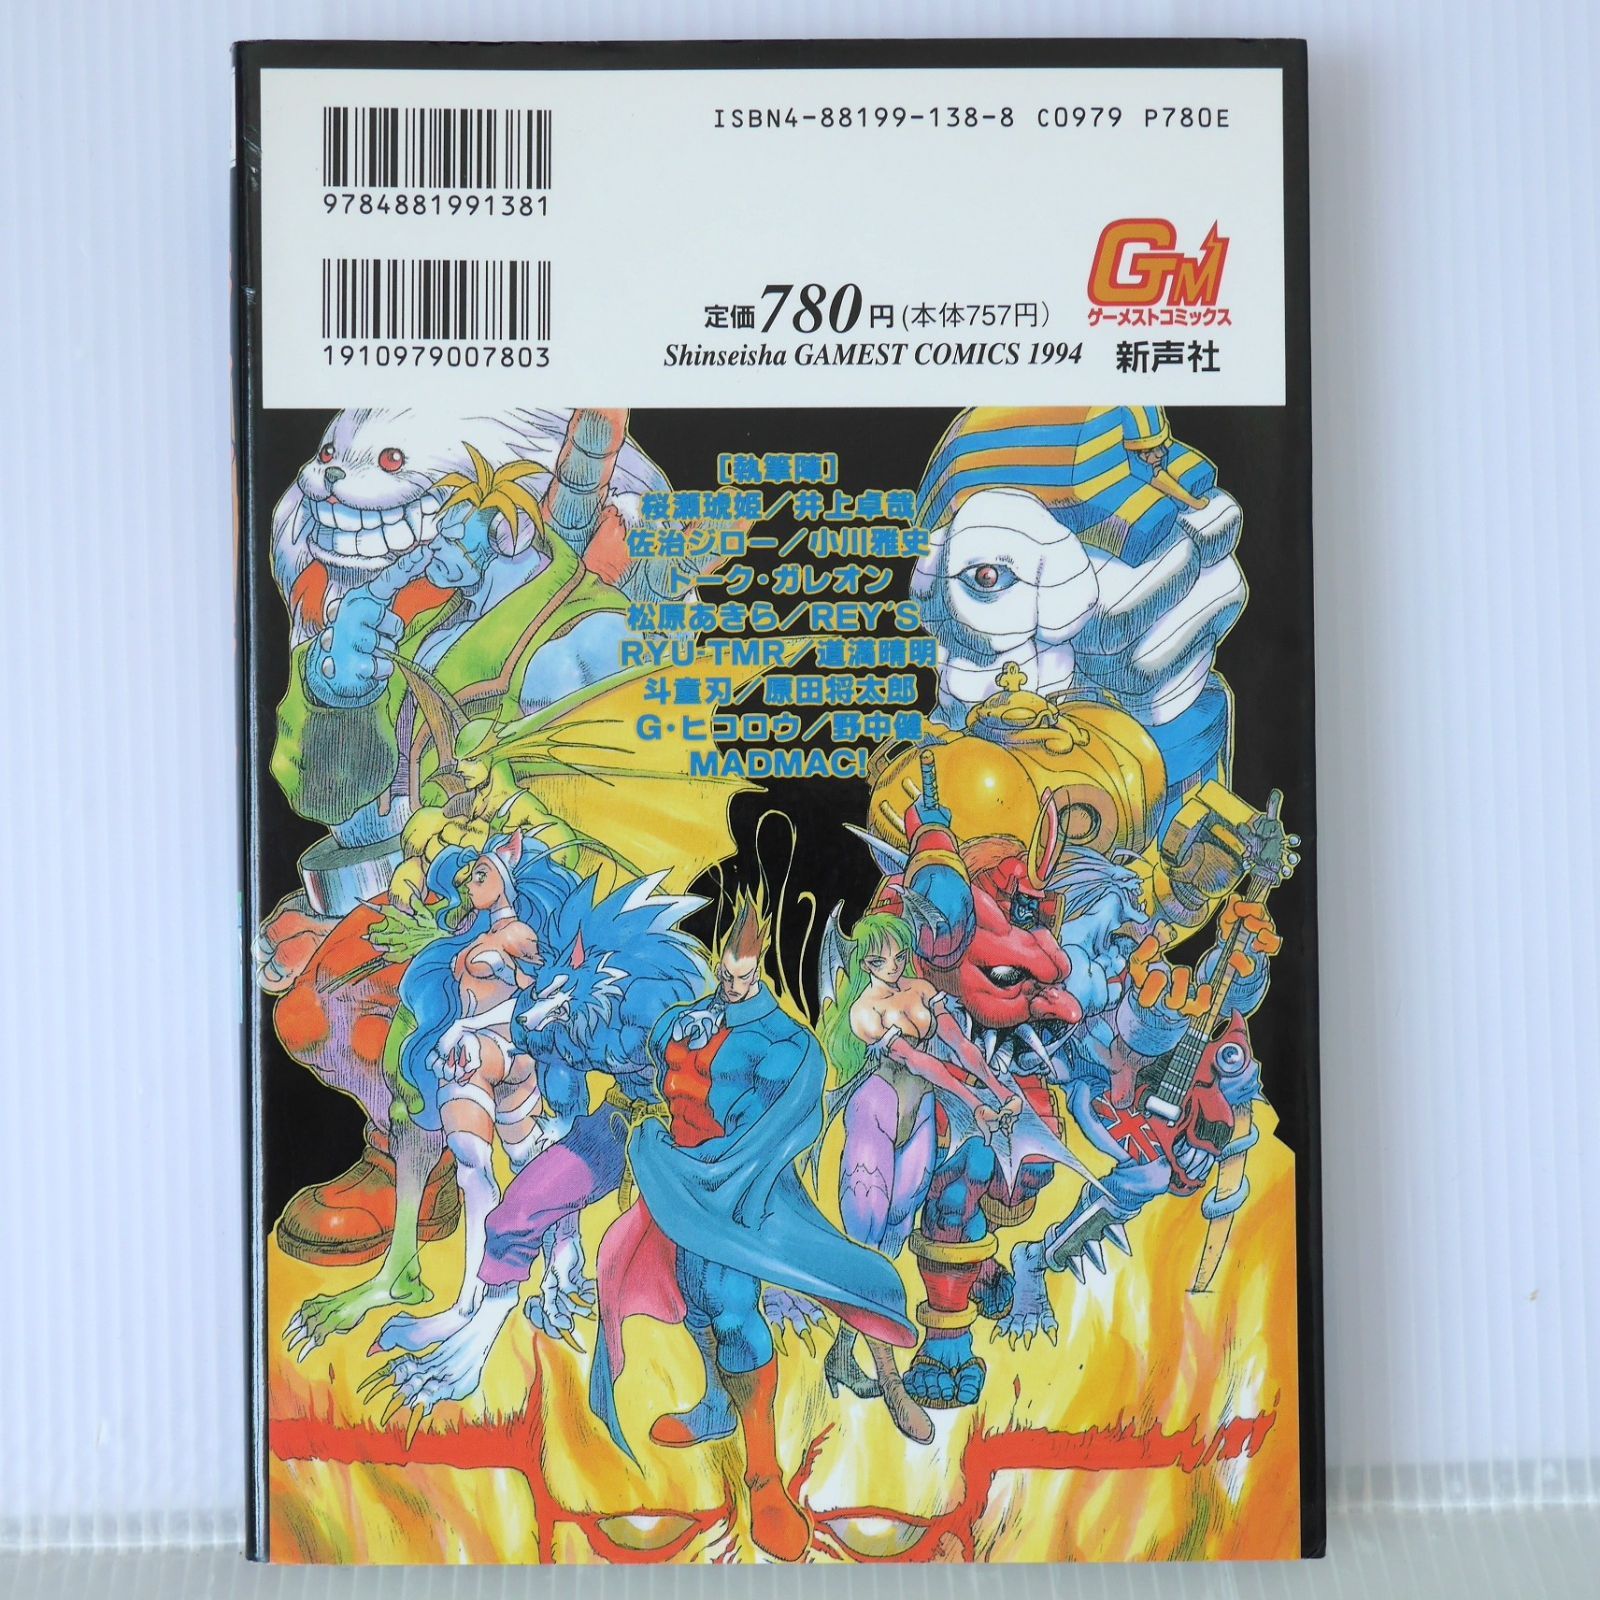 ISBN4-88199-138-8 C0979 P780E
9784881991381
1910979007803
GTM
ゲーメストコミックス
定価780円(本体757円)
Shinseisha GAMEST COMICS 1994
新声社
[執筆陣]
桜瀬琥姫／井上卓哉
佐治ジロー／小川雅史
トーク・ガレオン
松原あきら／REY'S
RYU-TMR／道満晴明
斗童刃／原田将太郎
G・ヒコロウ／野中健
MADMAC!